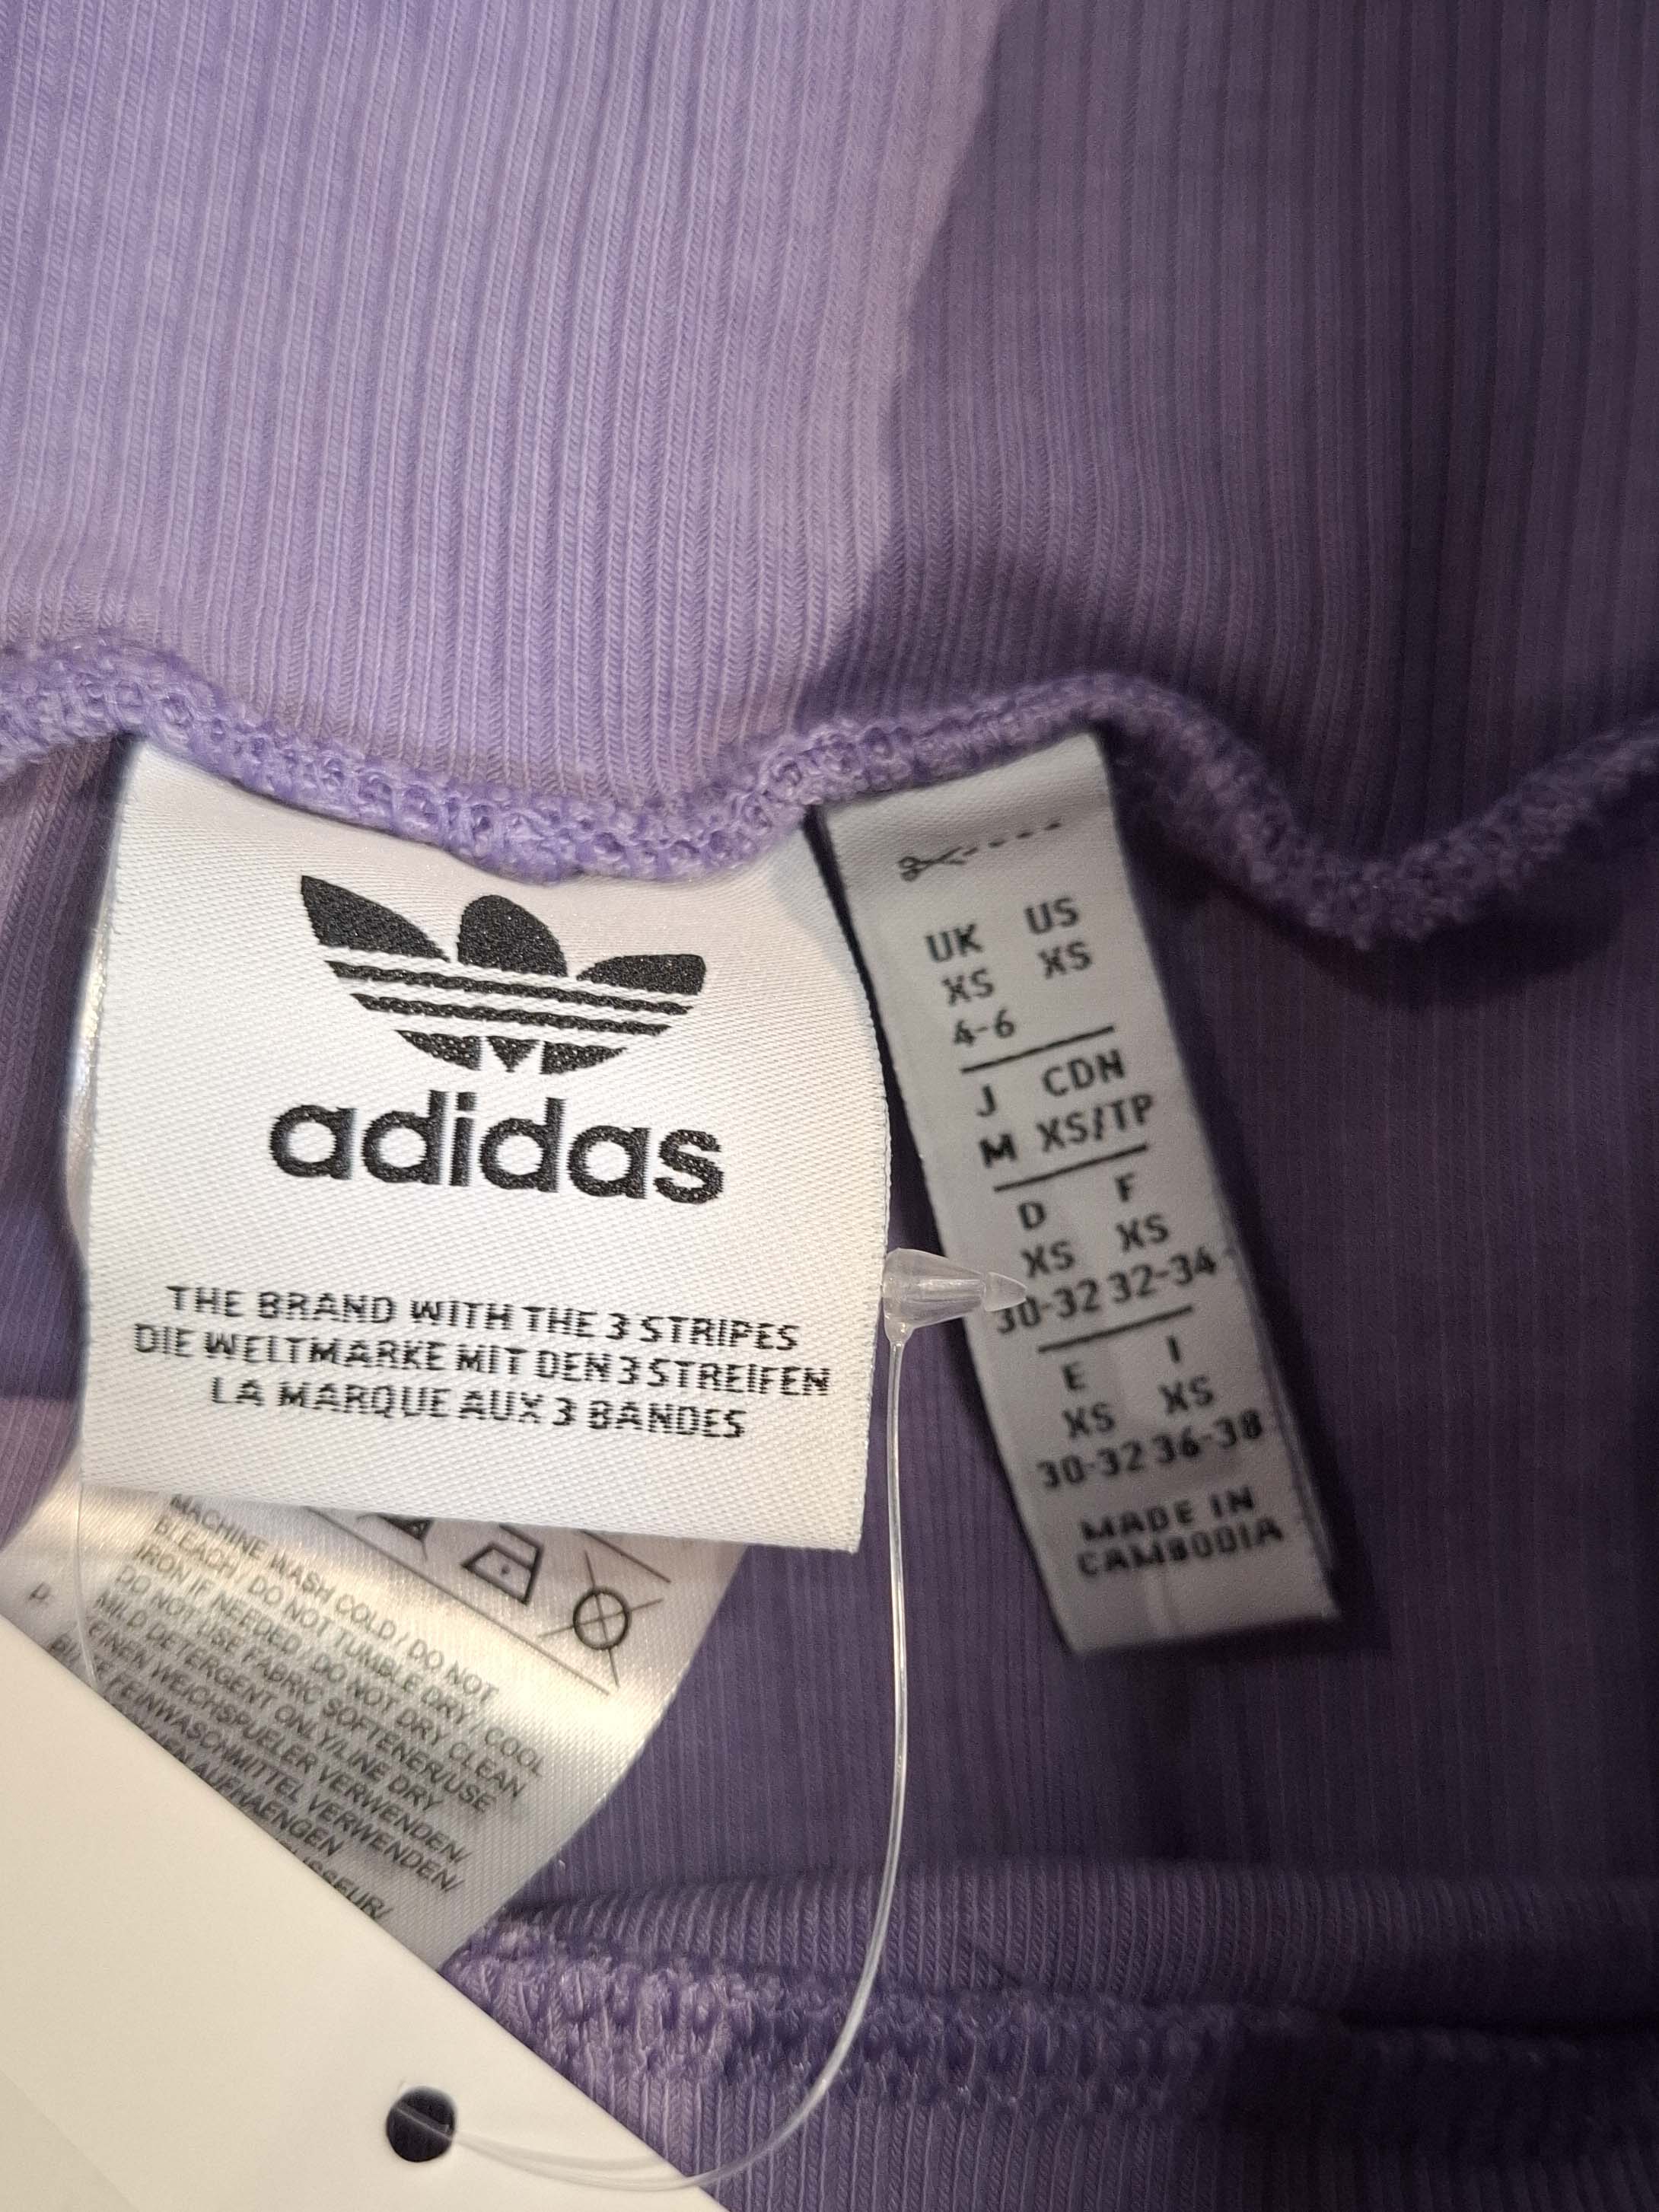 adidas
THE BRAND WITH THE 3 STRIPES
DIE WELTMARKE MIT DEN 3 STREIFEN
LA MARQUE AUX 3 BANDES
UK US
XS XS
4-6
J CDN
M XS/TP
D F
XS XS
30-32 32-34
E I
XS XS
30-32 36-38
MADE IN
CAMBODIA
MACHINE WASH COLD / DO NOT
BLEACH / DO NOT TUMBLE DRY / COOL
IRON IF NEEDED / DO NOT DRY CLEAN
DO NOT USE FABRIC SOFTENER/USE
MILD DETERGENT ONLY/LINE DRY
WEICHSPUELER VERWENDEN/
FEINWASCHMITTEL VERWENDEN/
AUFHAENGEN